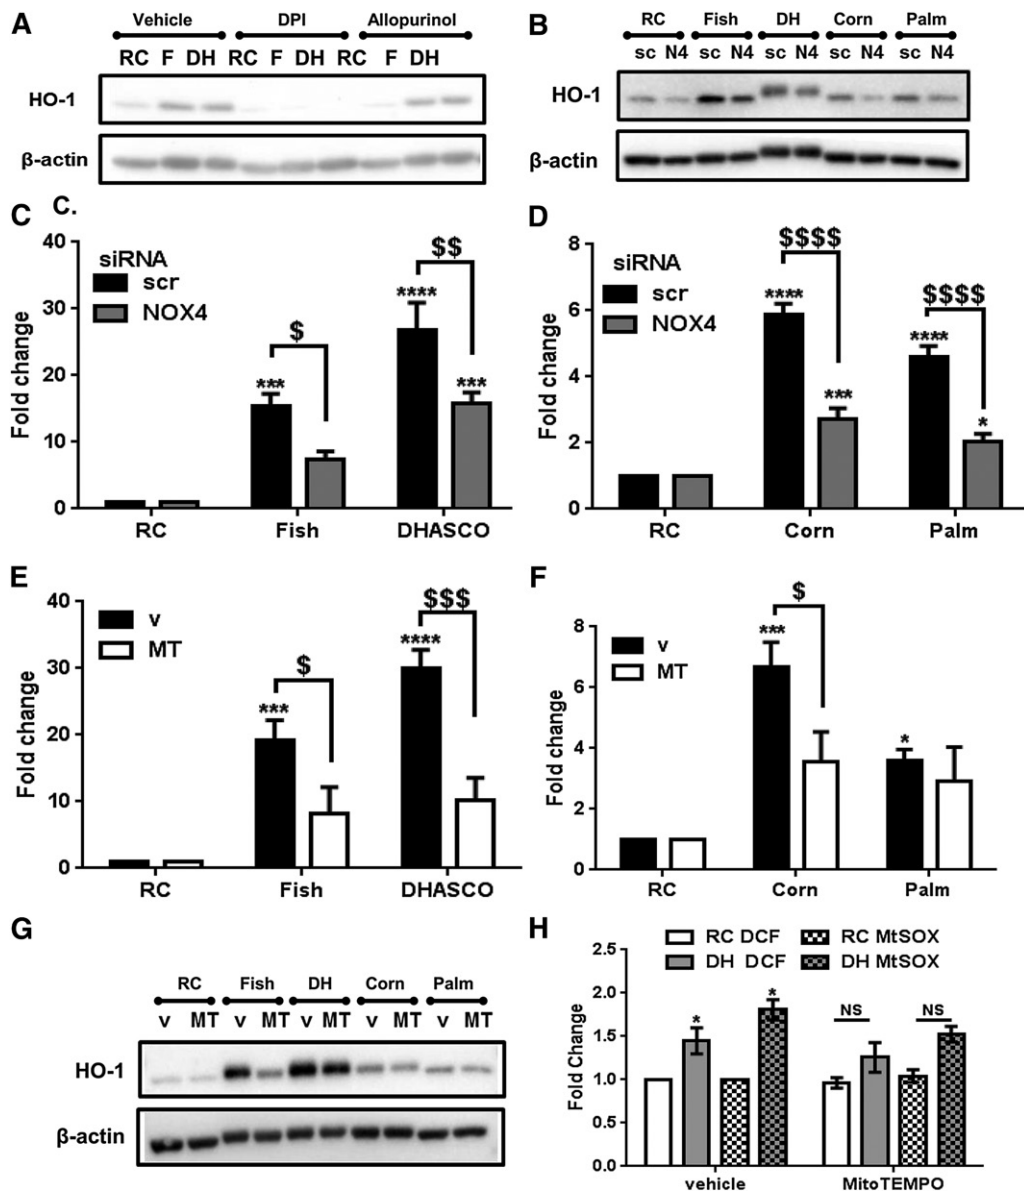 A
Vehicle DPI Allopurinol
RC F DH RC F DH RC F DH
HO-1
β-actin
B
RC Fish DH Corn Palm
sc N4 sc N4 sc N4 sc N4 sc N4
HO-1
β-actin
C C.
siRNA
scr
NOX4
Fold change
40
30
20
10
0
***
$
****
$$
***
RC Fish DHASCO
D
siRNA
scr
NOX4
Fold change
8
6
4
2
0
****
$$$$
***
****
$$$$
*
RC Corn Palm
E
v
MT
Fold change
40
30
20
10
0
***
$
****
$$$
RC Fish DHASCO
F
v
MT
Fold change
8
6
4
2
0
***
$
*
RC Corn Palm
G
RC Fish DH Corn Palm
v MT v MT v MT v MT v MT
HO-1
β-actin
H
RC DCF RC MtSOX
DH DCF DH MtSOX
Fold Change
2.5
2.0
1.5
1.0
0.5
0.0
*
*
NS NS
vehicle MitoTEMPO